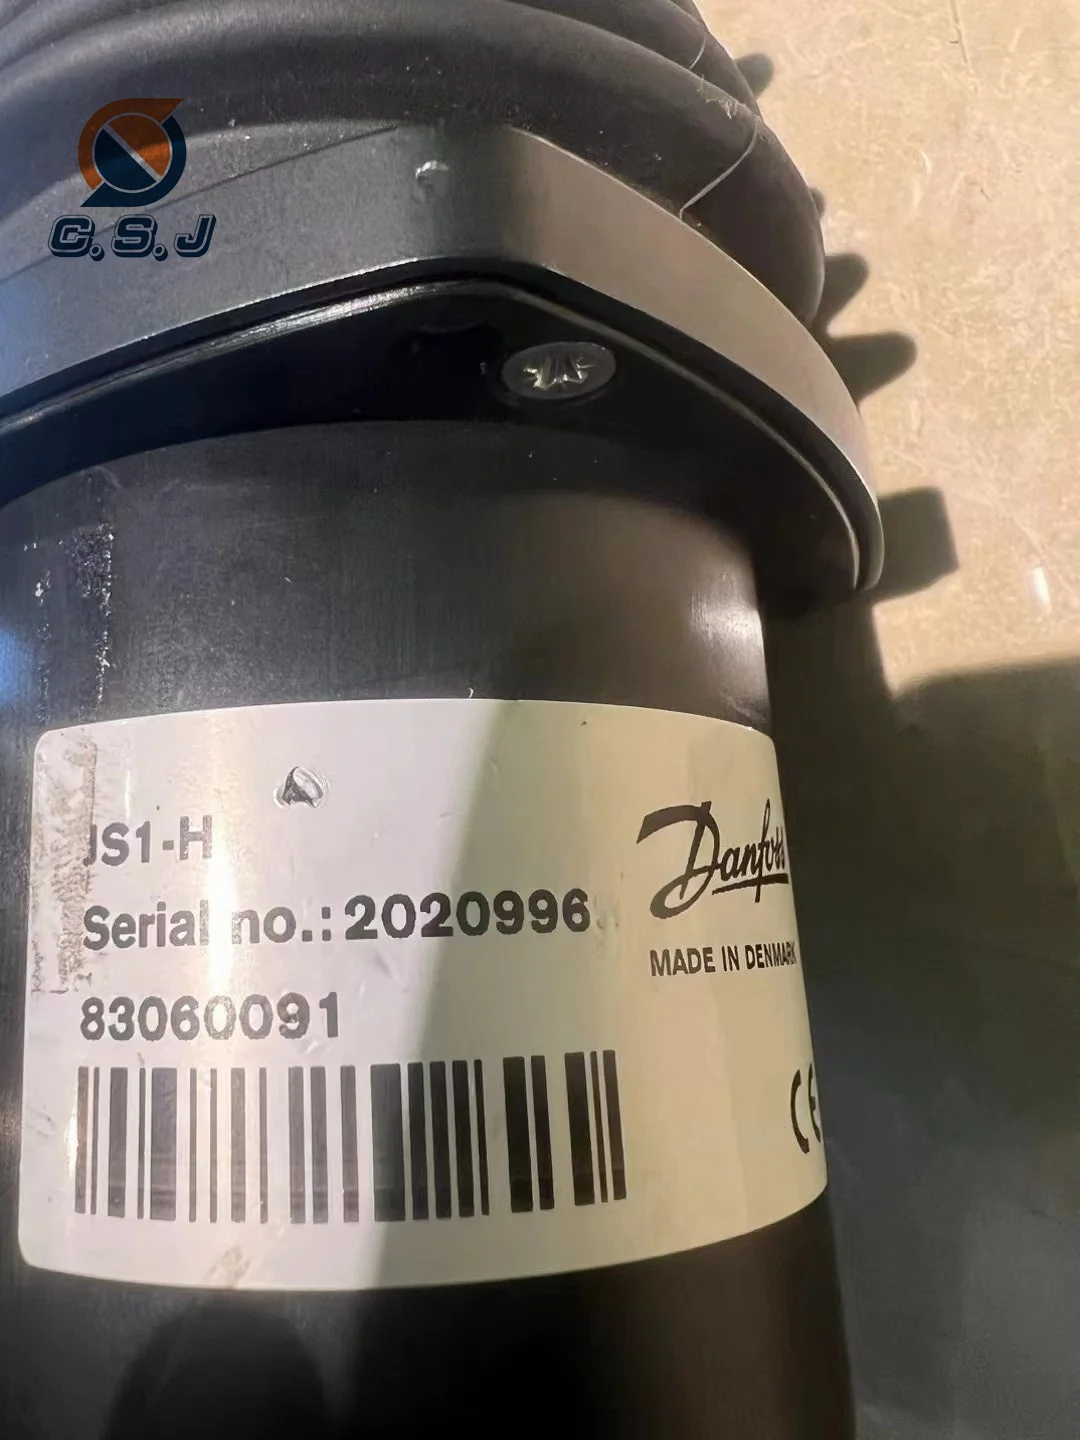 C.S.J
JS1-H
Serial no.: 2020996
83060091
Danfoss
MADE IN DENMARK
CE